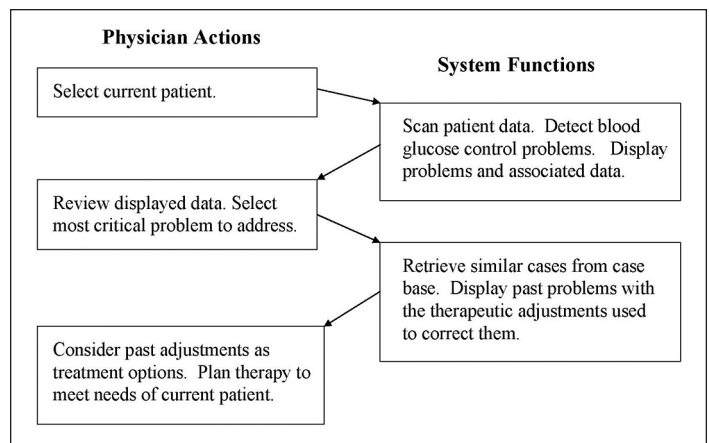 Physician Actions
System Functions
Select current patient.
Scan patient data. Detect blood
glucose control problems. Display
problems and associated data.
Review displayed data. Select
most critical problem to address.
Retrieve similar cases from case
base. Display past problems with
the therapeutic adjustments used
to correct them.
Consider past adjustments as
treatment options. Plan therapy to
meet needs of current patient.